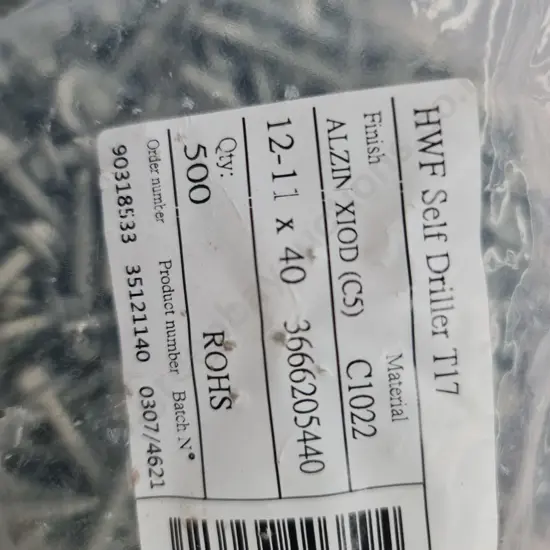 HWF Self Driller T17
Finish Material
ALZIN XIOD (C5) C1022
12-11 x 40 3666205440
Qty:
500 ROHS
Order number Product number Batch N°
90318533 35121140 0307/4621